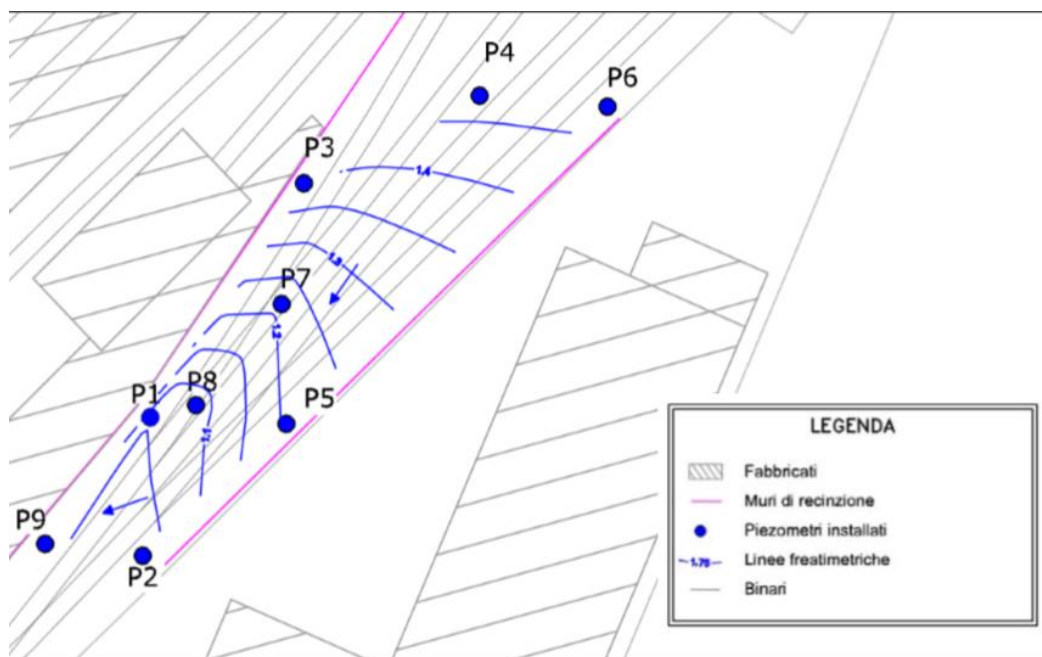 P4
P6
P3
1.4
1.3
P7
1.2
P1
P8
P5
1.1
P9
P2
LEGENDA
Fabbricati
Muri di recinzione
Piezometri installati
1.75
Linee freatimetriche
Binari